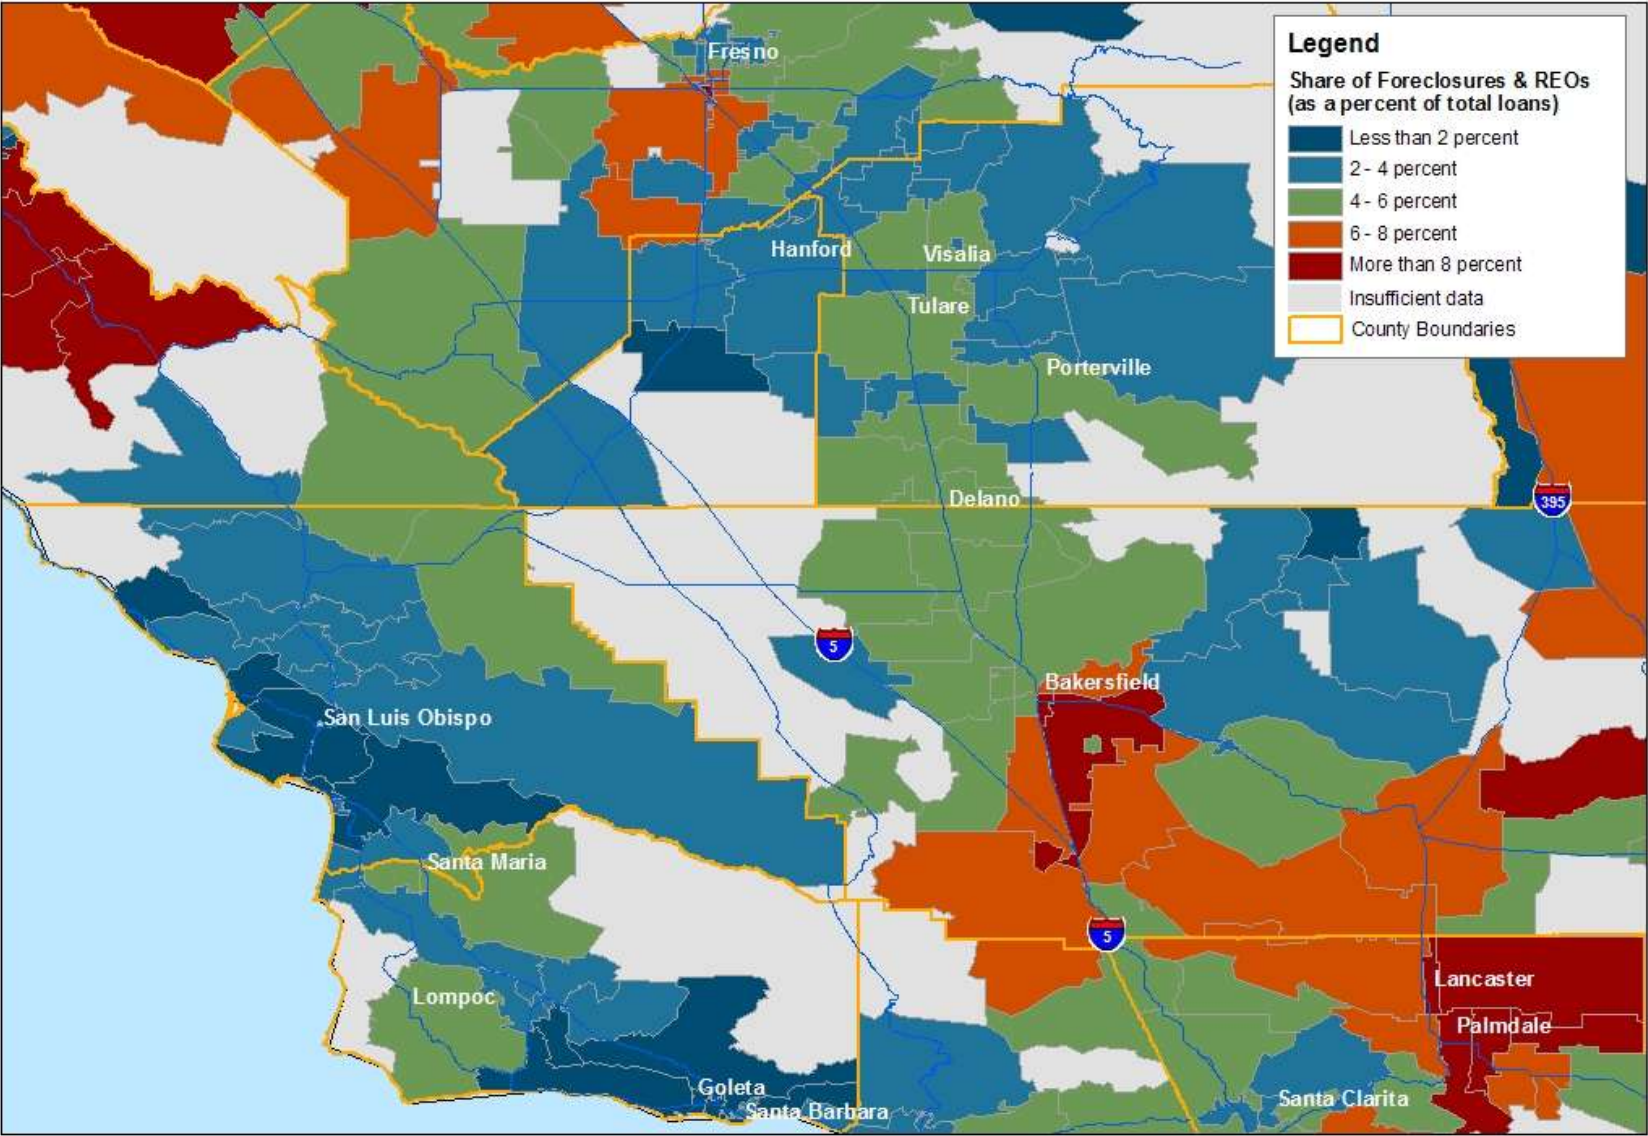 Legend
Share of Foreclosures & REOs
(as a percent of total loans)
Less than 2 percent
2 - 4 percent
4 - 6 percent
6 - 8 percent
More than 8 percent
Insufficient data
County Boundaries
Fresno
Hanford
Visalia
Tulare
Porterville
Delano
395
5
Bakersfield
San Luis Obispo
Santa Maria
5
Lancaster
Lompoc
Palmdale
Goleta
Santa Clarita
Santa Barbara